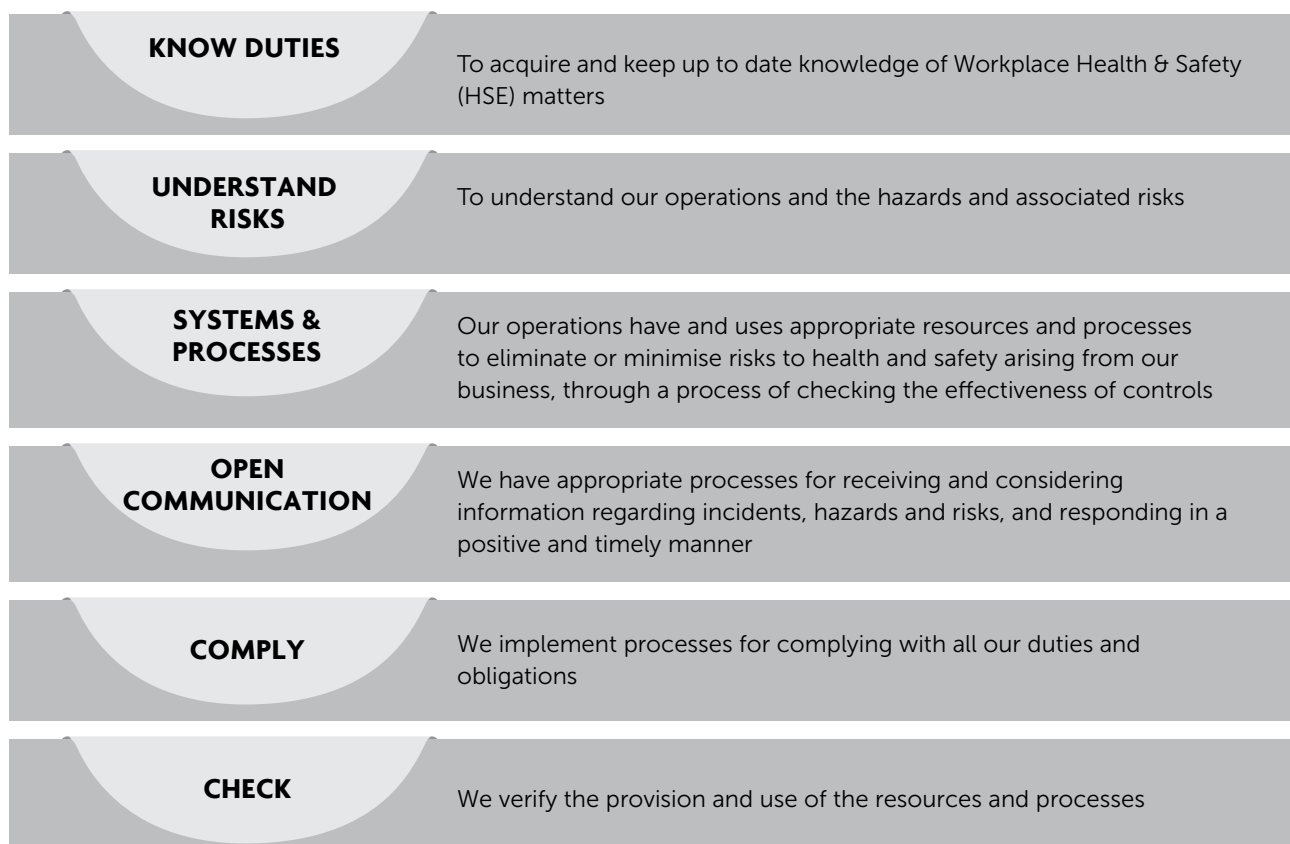 KNOW DUTIES
To acquire and keep up to date knowledge of Workplace Health & Safety
(HSE) matters
UNDERSTAND
RISKS
To understand our operations and the hazards and associated risks
SYSTEMS &
PROCESSES
Our operations have and uses appropriate resources and processes
to eliminate or minimise risks to health and safety arising from our
business, through a process of checking the effectiveness of controls
OPEN
COMMUNICATION
We have appropriate processes for receiving and considering
information regarding incidents, hazards and risks, and responding in a
positive and timely manner
COMPLY
We implement processes for complying with all our duties and
obligations
CHECK
We verify the provision and use of the resources and processes